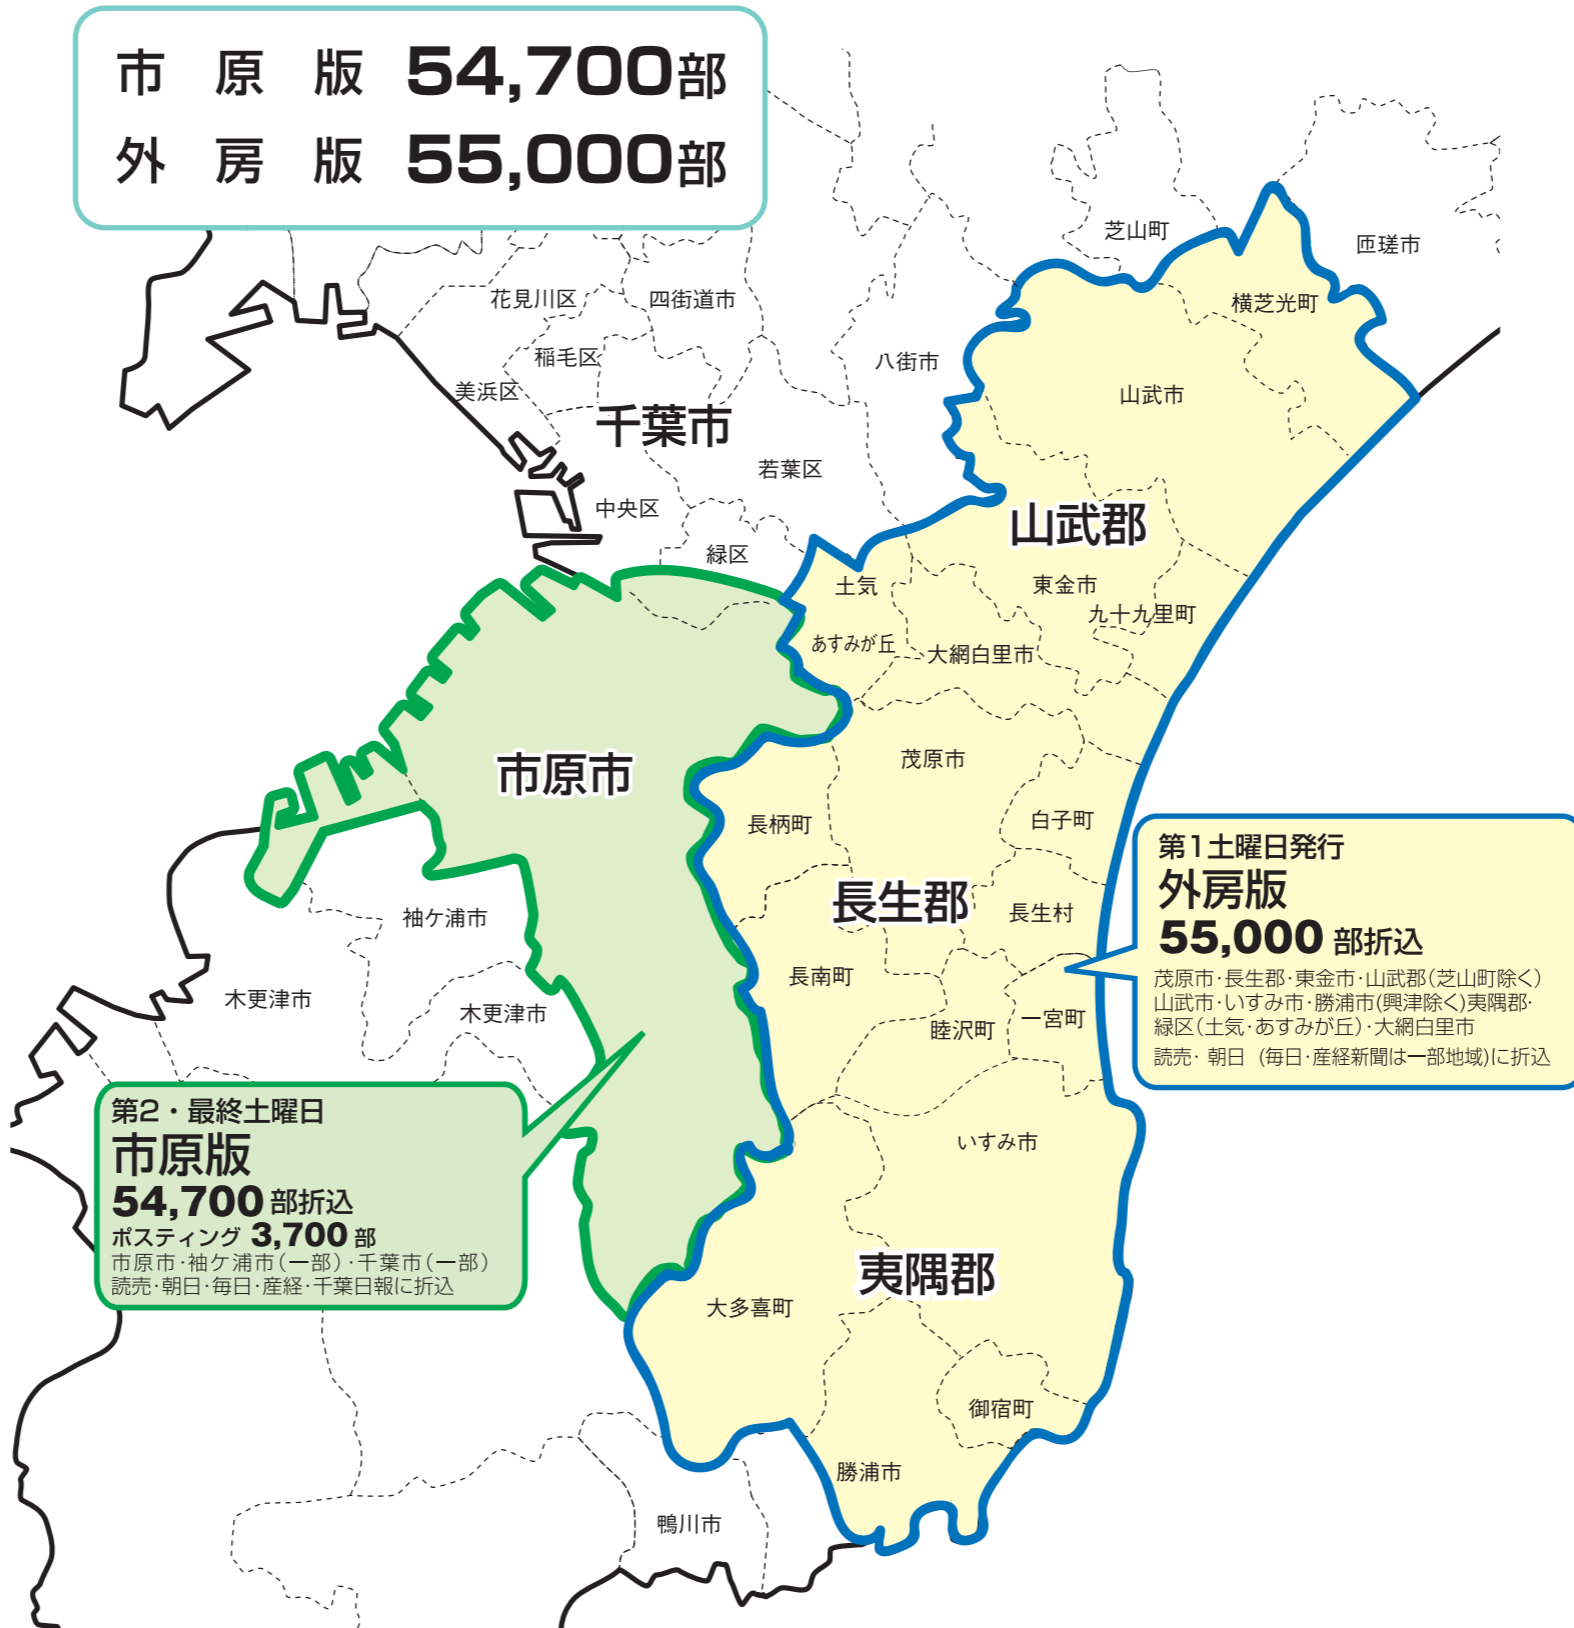 市原版 54,700部
外房版 55,000部
芝山町
匝瑳市
花見川区
四街道市
横芝光町
稲毛区
八街市
美浜区
山武市
千葉市
若葉区
中央区
山武郡
緑区
土気
東金市
九十九里町
あすみが丘
大網白里市
市原市
茂原市
長柄町
白子町
長生郡
長生村
袖ケ浦市
長南町
木更津市
木更津市
睦沢町
一宮町
第1土曜日発行
外房版
55,000 部折込
茂原市・長生郡・東金市・山武郡(芝山町除く)
山武市・いすみ市・勝浦市(興津除く)夷隅郡・
緑区(土気・あすみが丘)・大網白里市
読売・朝日 (毎日・産経新聞は一部地域)に折込
第2・最終土曜日
市原版
54,700 部折込
ポスティング 3,700 部
市原市・袖ケ浦市(一部)・千葉市(一部)
読売・朝日・毎日・産経・千葉日報に折込
いすみ市
夷隅郡
大多喜町
御宿町
勝浦市
鴨川市